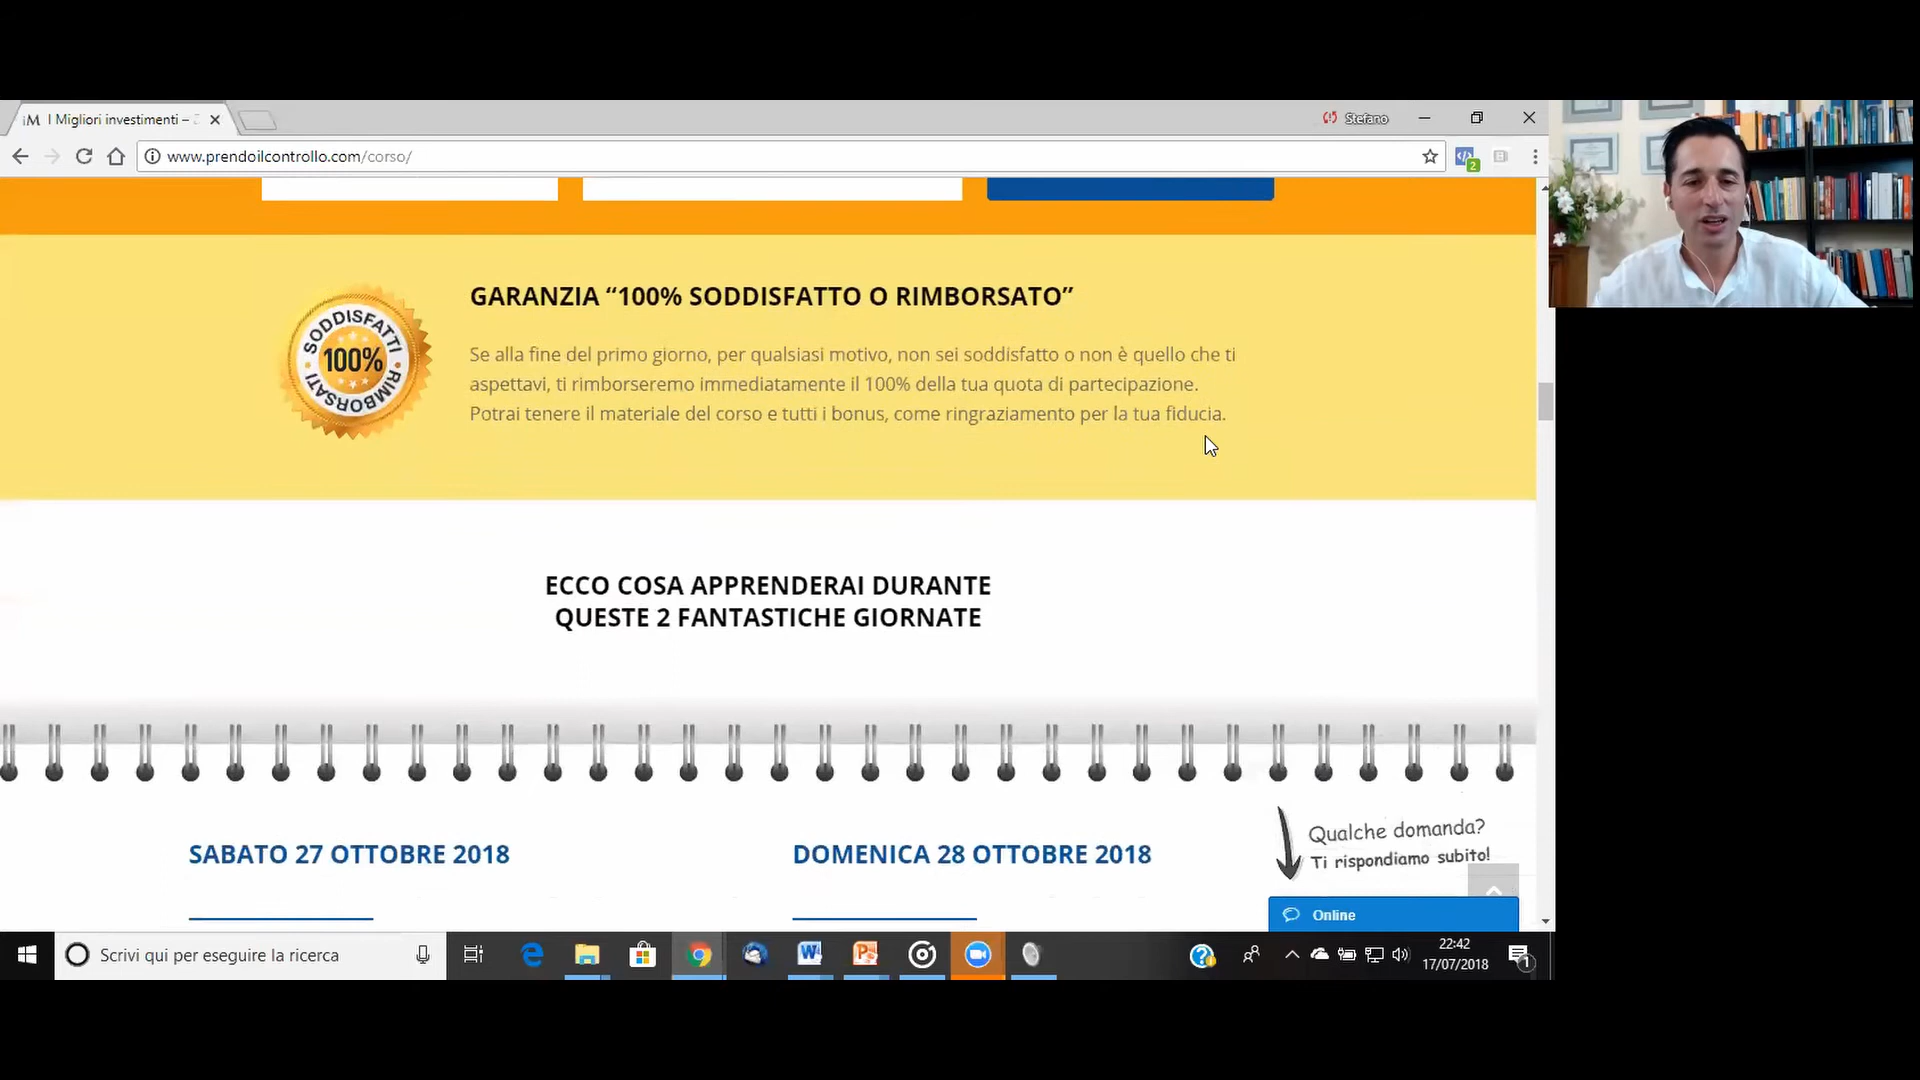 I Migliori investimenti –
Stefano
www.prendoilcontrollo.com/corso/
2
GARANZIA “100% SODDISFATTO O RIMBORSATO”
SODDISFATTI
100%
RIMBORSATI
Se alla fine del primo giorno, per qualsiasi motivo, non sei soddisfatto o non è quello che ti
aspettavi, ti rimborseremo immediatamente il 100% della tua quota di partecipazione.
Potrai tenere il materiale del corso e tutti i bonus, come ringraziamento per la tua fiducia.
ECCO COSA APPRENDERAI DURANTE
QUESTE 2 FANTASTICHE GIORNATE
SABATO 27 OTTOBRE 2018
DOMENICA 28 OTTOBRE 2018
Qualche domanda?
Ti rispondiamo subito!
Online
Scrivi qui per eseguire la ricerca
22:42
17/07/2018
1